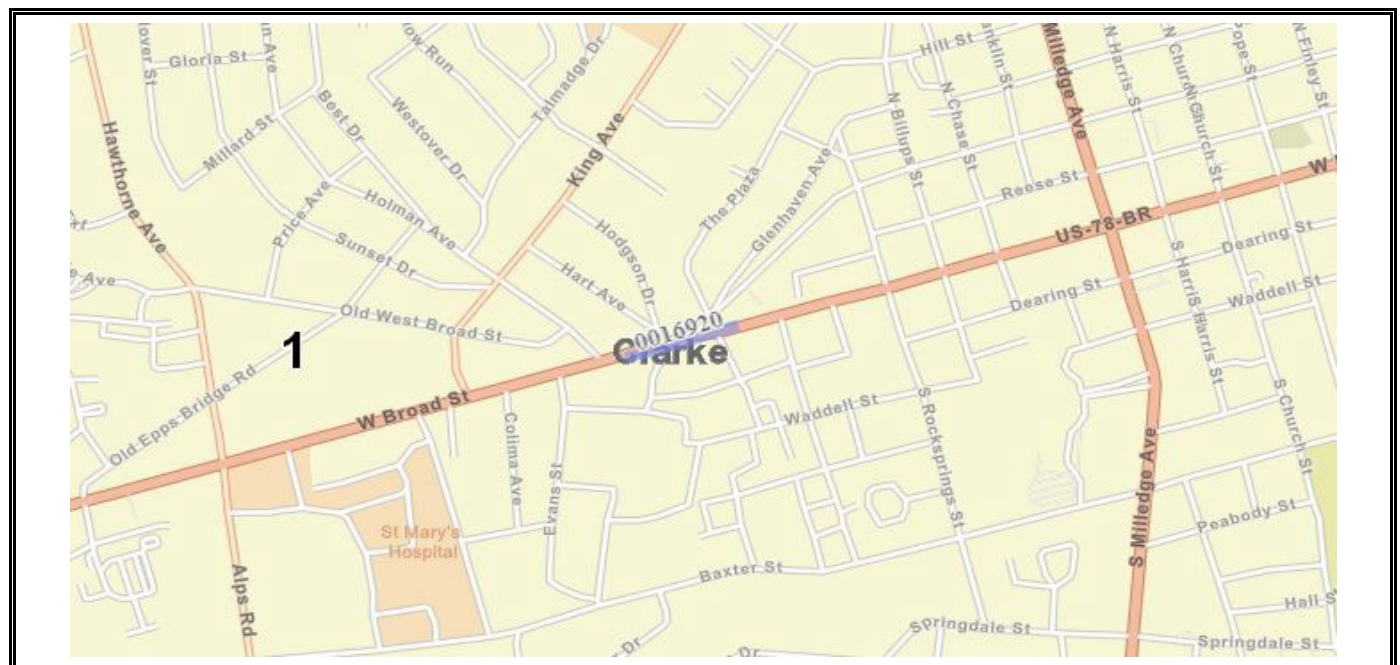 Gloria St
Hill St
Milledge Ave
N Harris St
N Finley St
Best Dr
Westover Dr
Talmadge Dr
King Ave
Hawthorne Ave
Millard St
N Billups St
N Chase St
N Church St
The Plaza
Glenhaven Ave
Reese St
Price Ave
Holman Ave
US-78-BR
Sunset Dr
Hodgson Dr
Hart Ave
S Harris St
S Harris St
Dearing St
Dearing St
Waddell St
Old West Broad St
0016920
Clarke
1
Old Epps Bridge Rd
W Broad St
Waddell St
Colima Ave
Evans St
S Rocksprings St
S Church St
S Milledge Ave
St Mary's
Hospital
Peabody St
Baxter St
Alps Rd
Springdale St
Springdale St